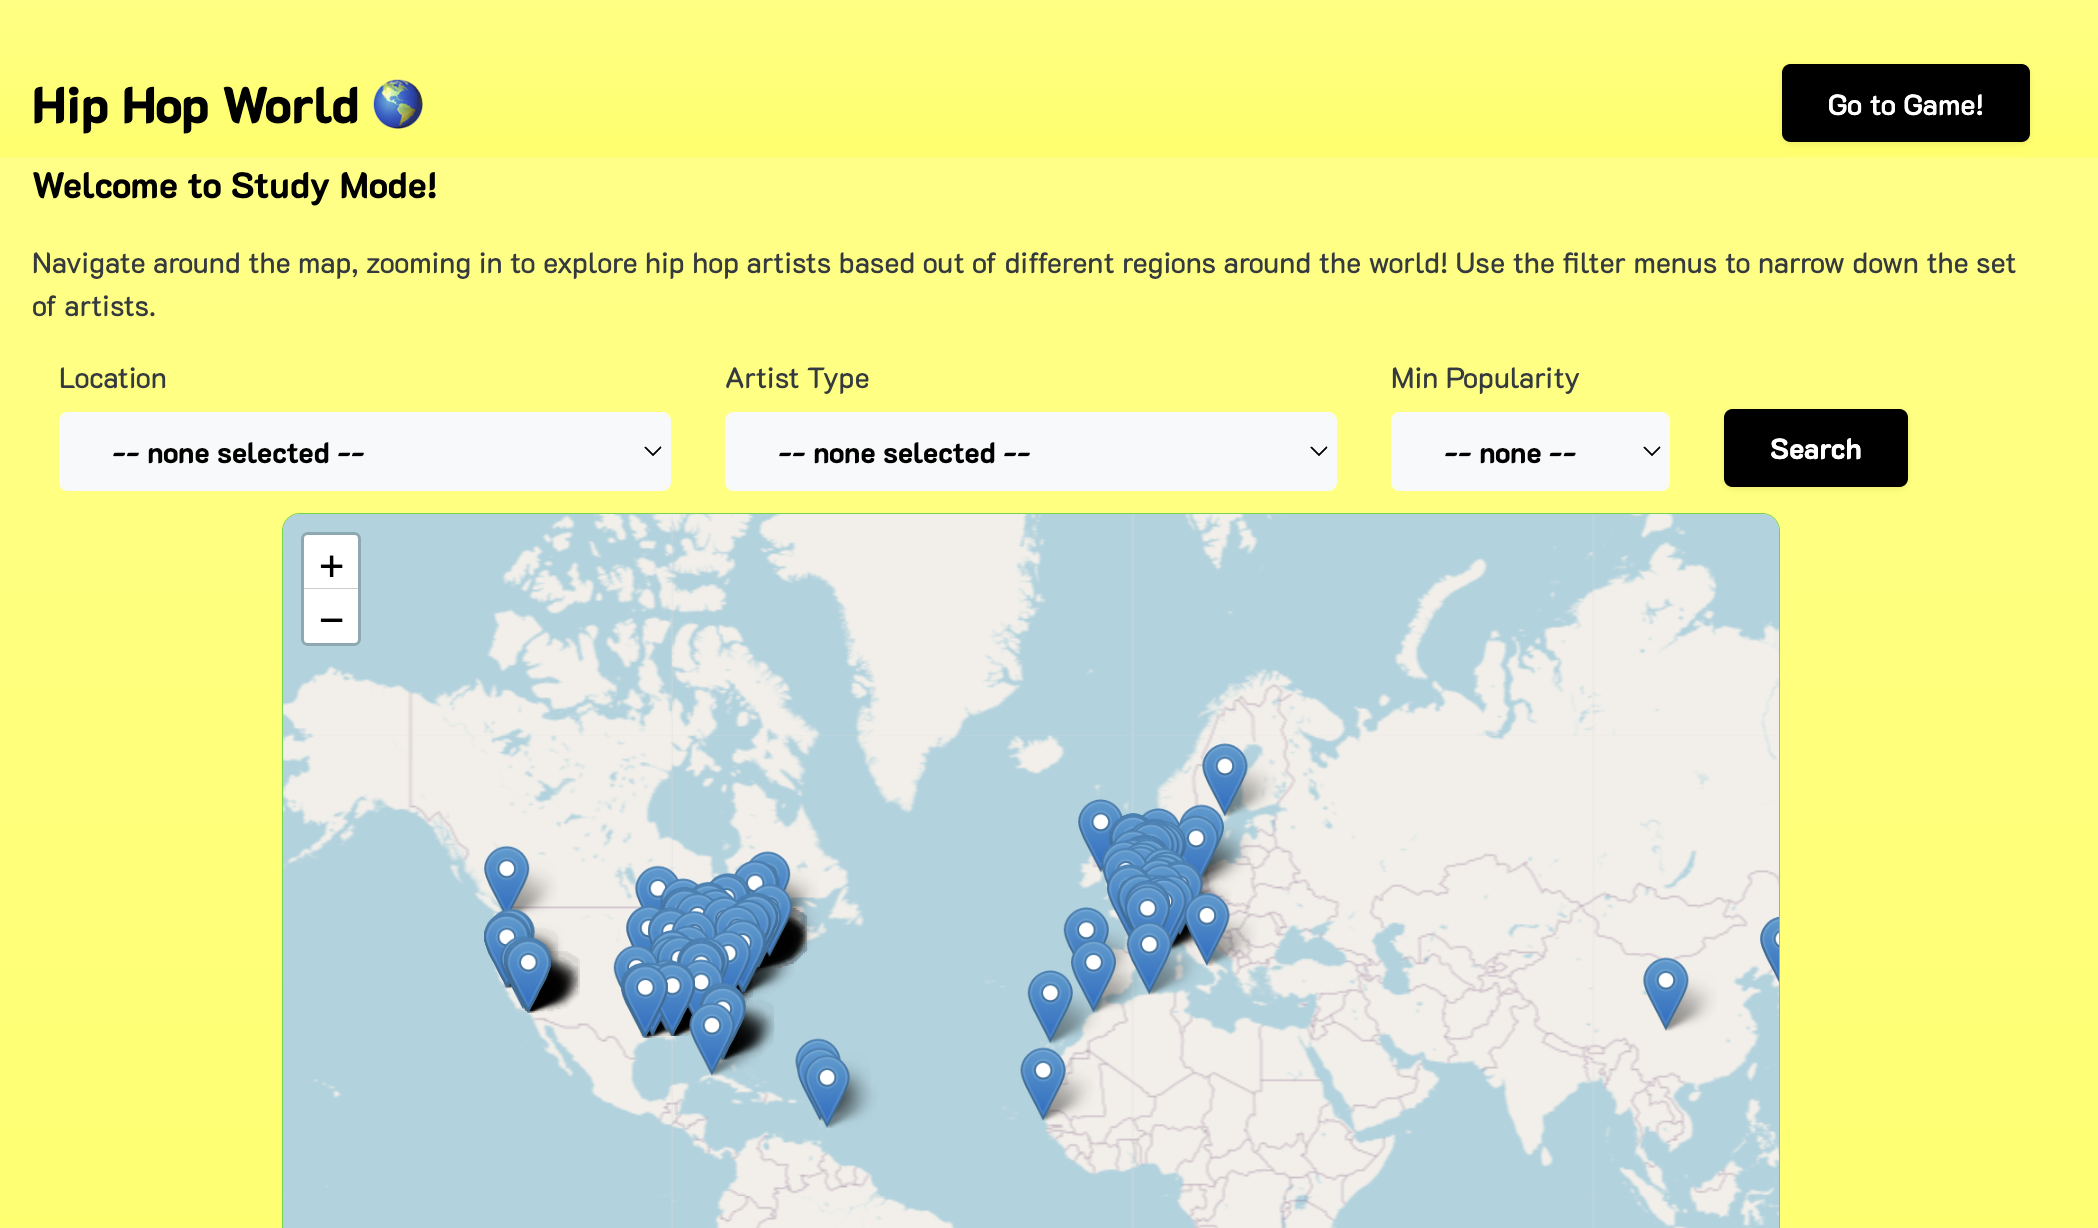 Hip Hop World 🌎
Go to Game!
Welcome to Study Mode!
Navigate around the map, zooming in to explore hip hop artists based out of different regions around the world! Use the filter menus to narrow down the set
of artists.
Location
Artist Type
Min Popularity
-- none selected --
-- none selected --
-- none --
Search
+
−